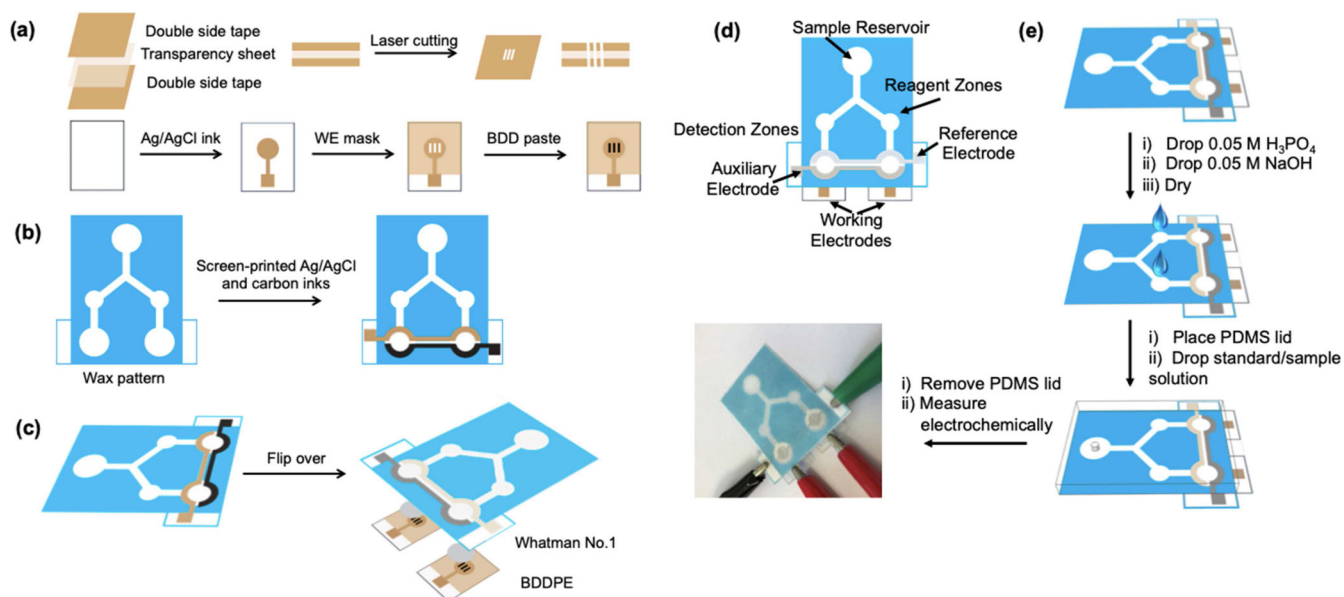 (a)
Double side tape
Transparency sheet
Double side tape
Laser cutting
Ag/AgCl ink
WE mask
BDD paste
(b)
Screen-printed Ag/AgCl
and carbon inks
Wax pattern
(c)
Flip over
Whatman No.1
BDDPE
(d)
Sample Reservoir
Reagent Zones
Detection Zones
Reference
Electrode
Auxiliary
Electrode
Working
Electrodes
(e)
i) Drop 0.05 M H₃PO₄
ii) Drop 0.05 M NaOH
iii) Dry
i) Place PDMS lid
ii) Drop standard/sample
solution
i) Remove PDMS lid
ii) Measure
electrochemically